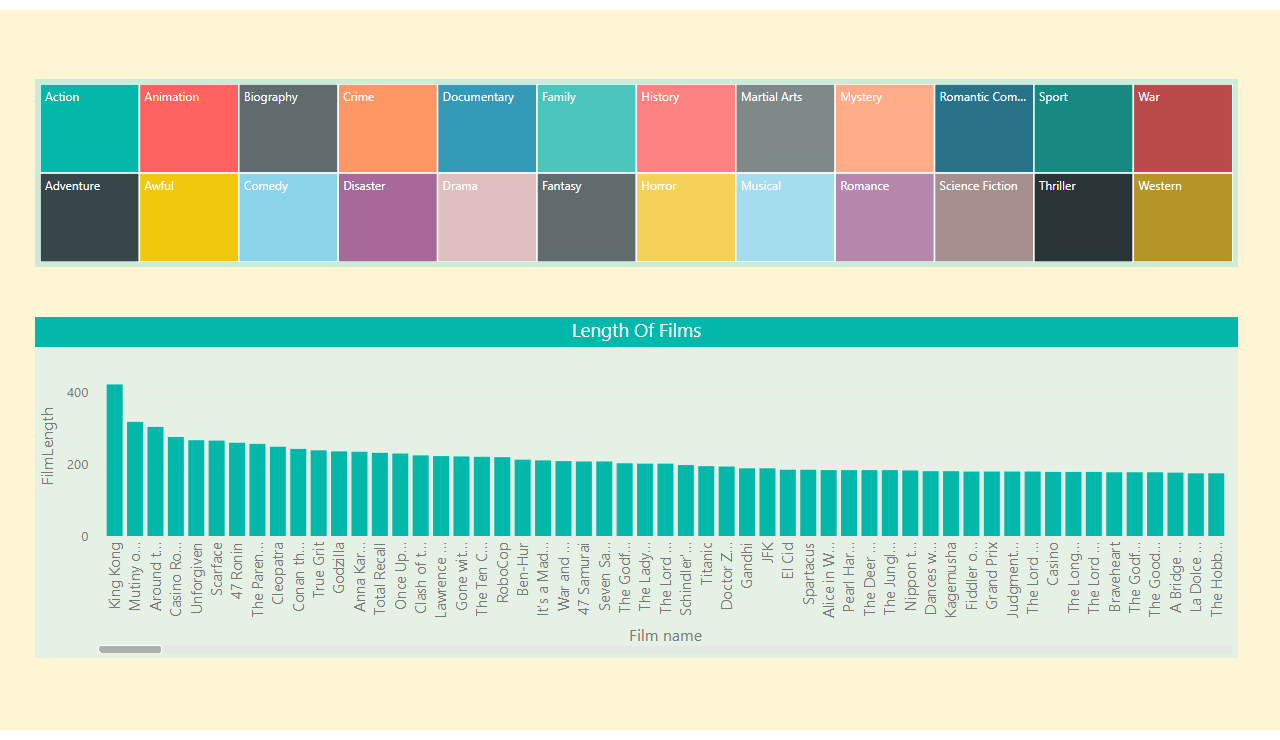 Action Animation Biography Crime Documentary Family History Martial Arts Mystery Romantic Com... Sport War
Adventure Awful Comedy Disaster Drama Fantasy Horror Musical Romance Science Fiction Thriller Western
Length Of Films
FilmLength
400
200
0
King Kong
Mutiny o...
Around t...
Casino Ro...
Unforgiven
Scarface
47 Ronin
The Paren...
Cleopatra
Conan th...
True Grit
Godzilla
Anna Kar...
Total Recall
Once Up...
Clash of t...
Lawrence ...
Gone wit...
The Ten C...
RoboCop
Ben-Hur
It's a Mad...
War and ...
47 Samurai
Seven Sa...
The Godf...
The Lady...
The Lord ...
Schindler'...
Titanic
Doctor Z...
Gandhi
JFK
El Cid
Spartacus
Alice in W...
Pearl Har...
The Deer ...
The Jungl...
Nippon t...
Dances w...
Kagemusha
Fiddler o...
Grand Prix
Judgment...
The Lord ...
Casino
The Long...
The Lord ...
Braveheart
The Godf...
The Good...
A Bridge ...
La Dolce ...
The Hobb...
Film name